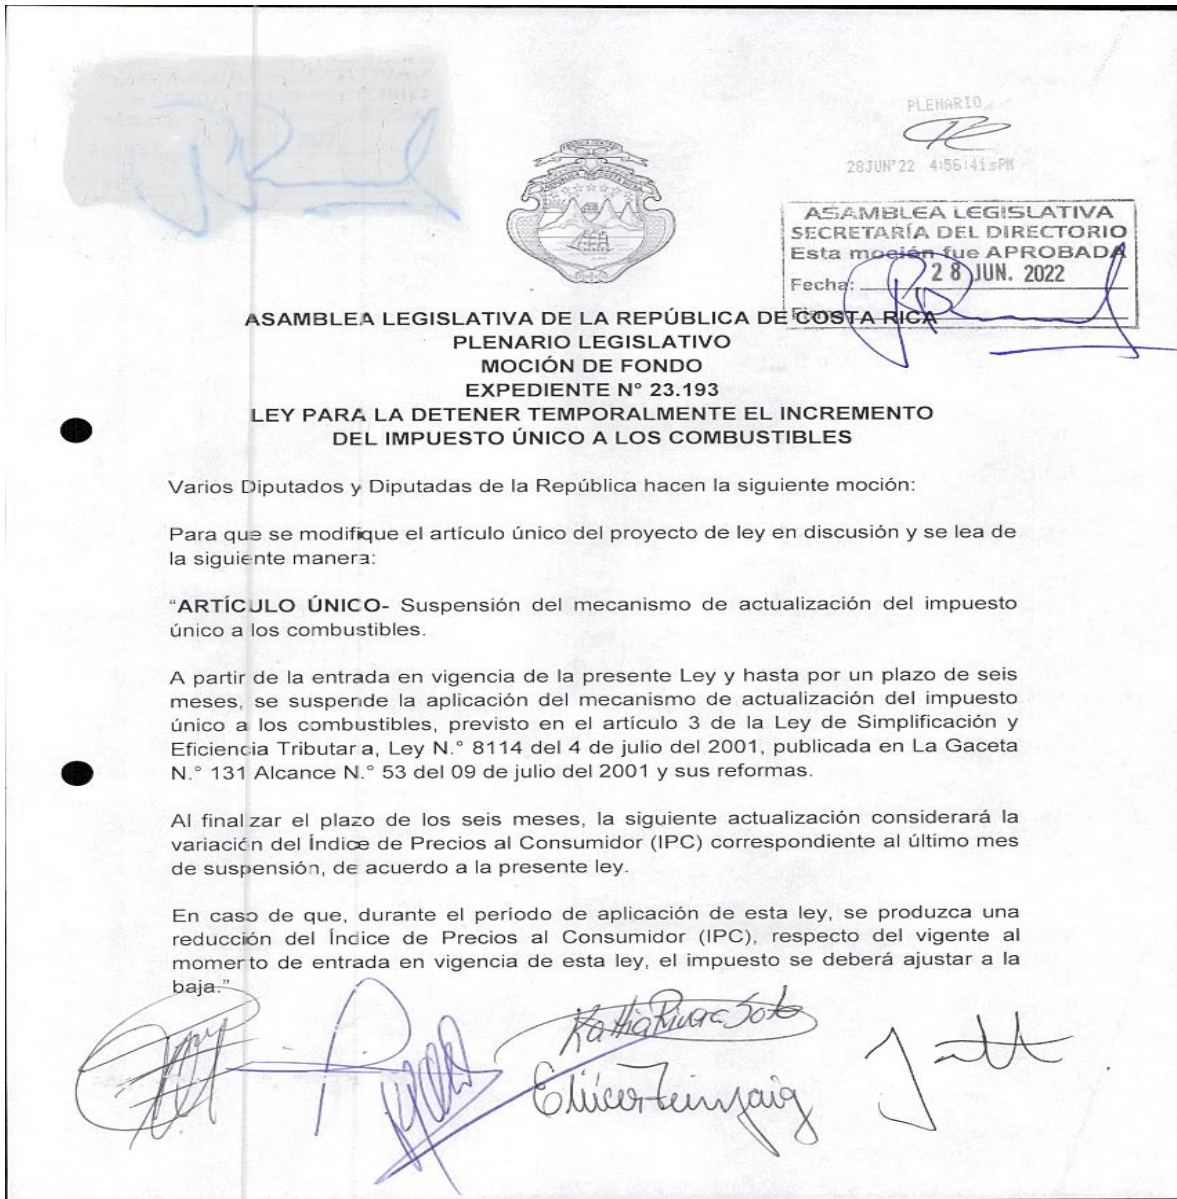 PLENARIO
28JUN'22 4:56:41sPM
ASAMBLEA LEGISLATIVA
SECRETARÍA DEL DIRECTORIO
Esta moción fue APROBADA
Fecha: 28 JUN. 2022
ASAMBLEA LEGISLATIVA DE LA REPÚBLICA DE COSTA RICA
PLENARIO LEGISLATIVO
MOCIÓN DE FONDO
EXPEDIENTE N° 23.193
LEY PARA LA DETENER TEMPORALMENTE EL INCREMENTO
DEL IMPUESTO ÚNICO A LOS COMBUSTIBLES
Varios Diputados y Diputadas de la República hacen la siguiente moción:
Para que se modifique el artículo único del proyecto de ley en discusión y se lea de
la siguiente manera:
“ARTÍCULO ÚNICO- Suspensión del mecanismo de actualización del impuesto
único a los combustibles.
A partir de la entrada en vigencia de la presente Ley y hasta por un plazo de seis
meses, se suspende la aplicación del mecanismo de actualización del impuesto
único a los combustibles, previsto en el artículo 3 de la Ley de Simplificación y
Eficiencia Tributaria, Ley N.° 8114 del 4 de julio del 2001, publicada en La Gaceta
N.° 131 Alcance N.° 53 del 09 de julio del 2001 y sus reformas.
Al finalizar el plazo de los seis meses, la siguiente actualización considerará la
variación del Índice de Precios al Consumidor (IPC) correspondiente al último mes
de suspensión, de acuerdo a la presente ley.
En caso de que, durante el período de aplicación de esta ley, se produzca una
reducción del Índice de Precios al Consumidor (IPC), respecto del vigente al
momento de entrada en vigencia de esta ley, el impuesto se deberá ajustar a la
baja.”
Kattia Rivera Soto